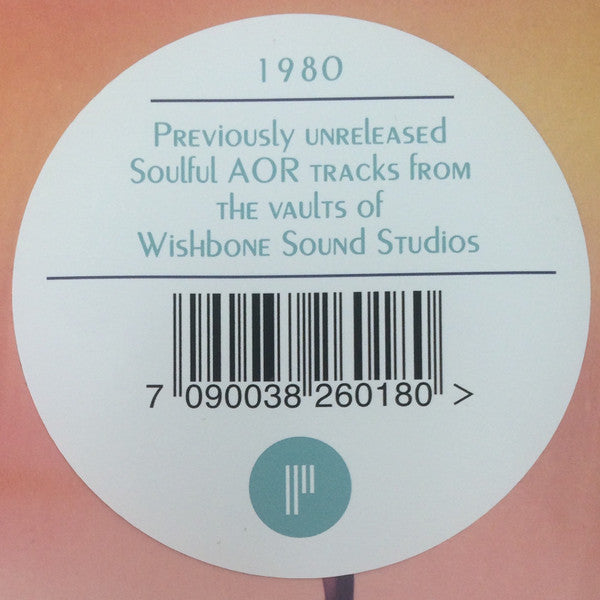 1980
Previously unreleased
Soulful AOR tracks from
the vaults of
Wishbone Sound Studios
7 090038 260180 >